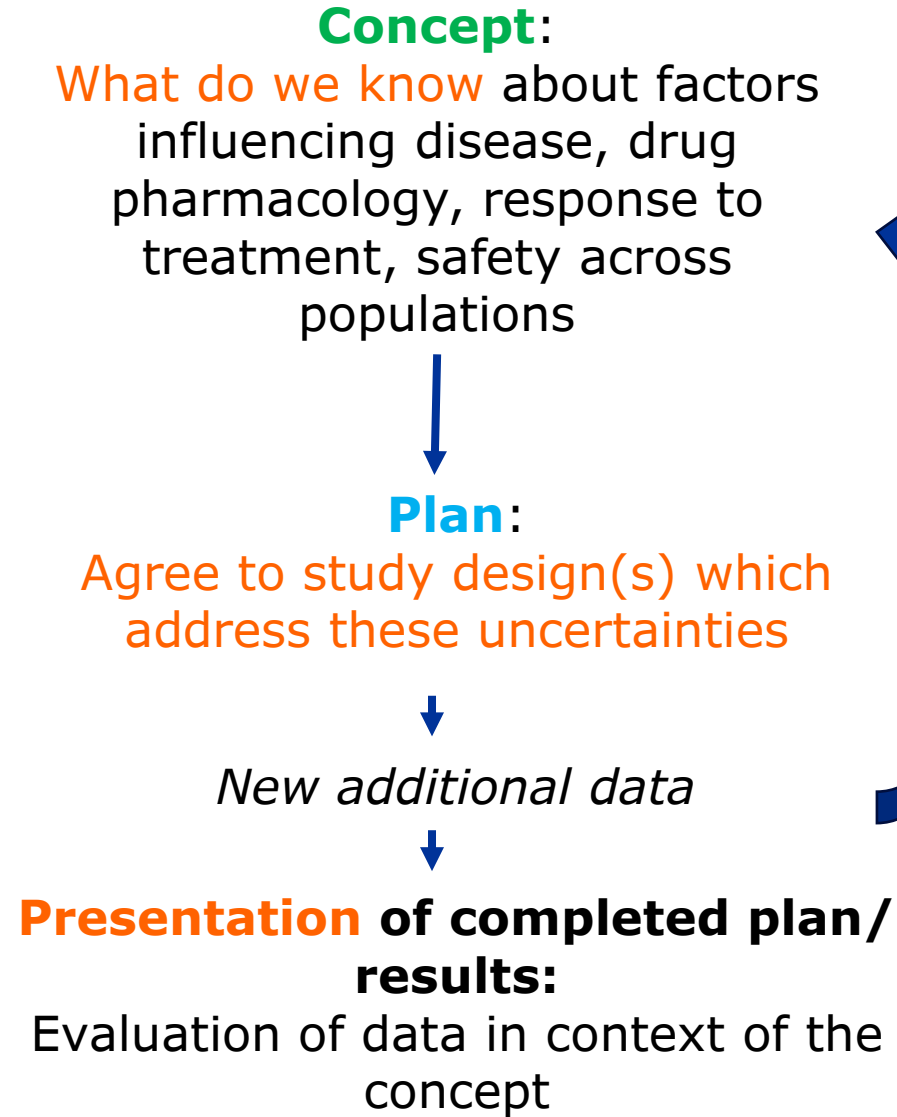 Concept:
What do we know about factors
influencing disease, drug
pharmacology, response to
treatment, safety across
populations
Plan:
Agree to study design(s) which
address these uncertainties
New additional data
Presentation of completed plan/
results:
Evaluation of data in context of the
concept